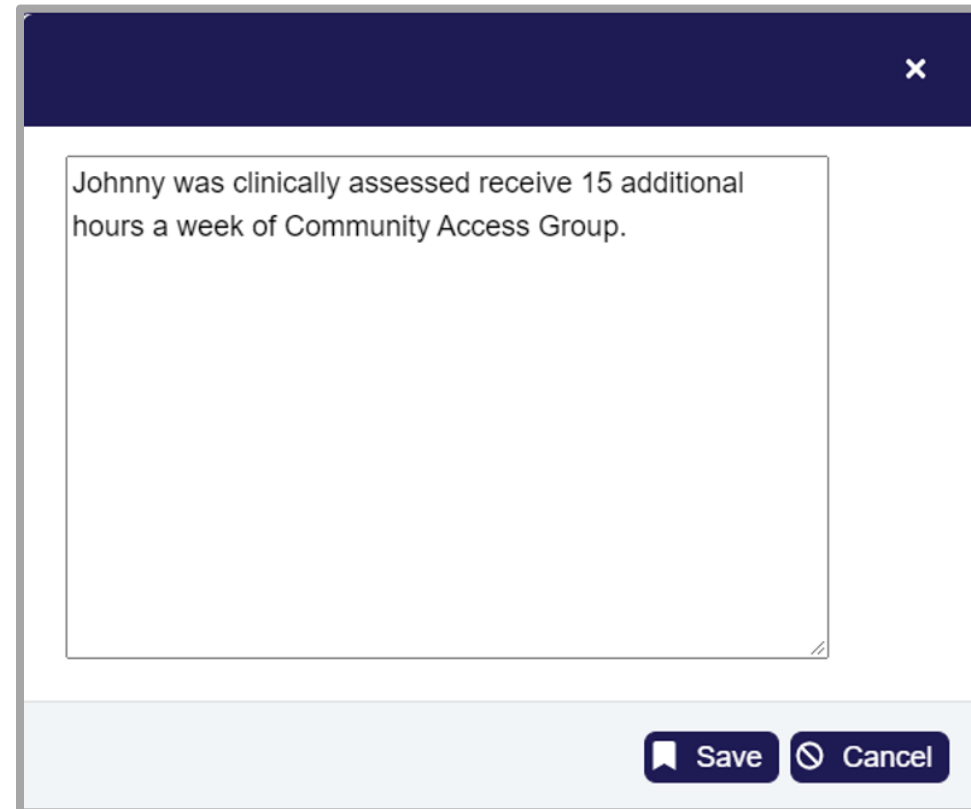 Johnny was clinically assessed receive 15 additional
hours a week of Community Access Group.
Save
Cancel